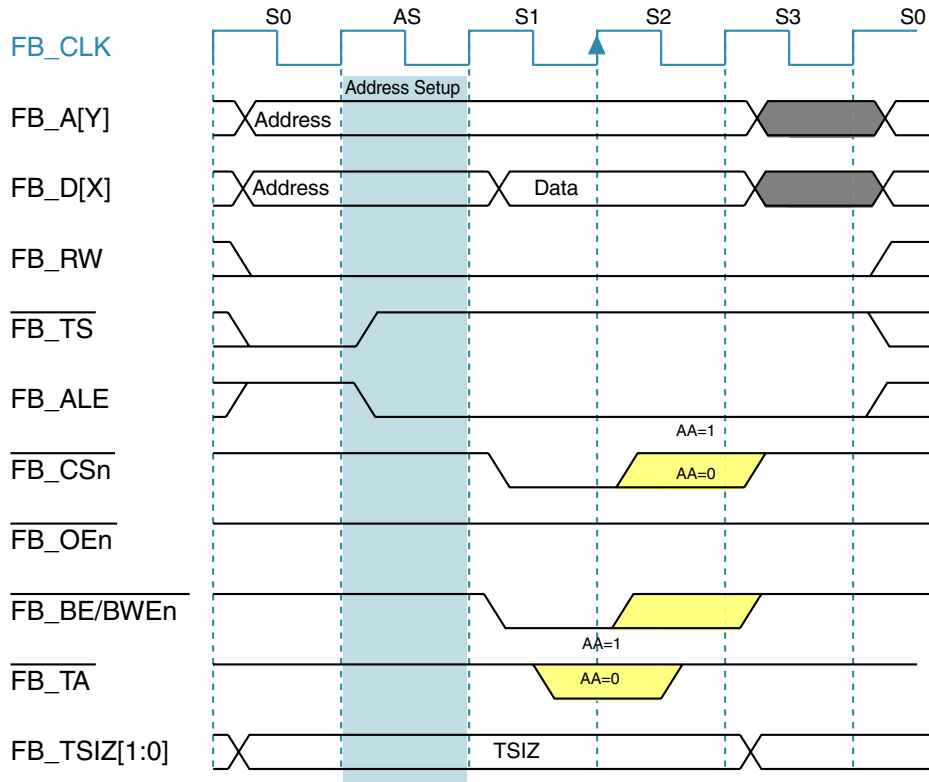 S0 AS S1 S2 S3 S0
FB_CLK
Address Setup
FB_A[Y] Address
FB_D[X] Address Data
FB_RW
FB_TS
FB_ALE
AA=1
FB_CSn AA=0
FB_OEn
FB_BE/BWEn
AA=1
FB_TA AA=0
FB_TSIZ[1:0] TSIZ